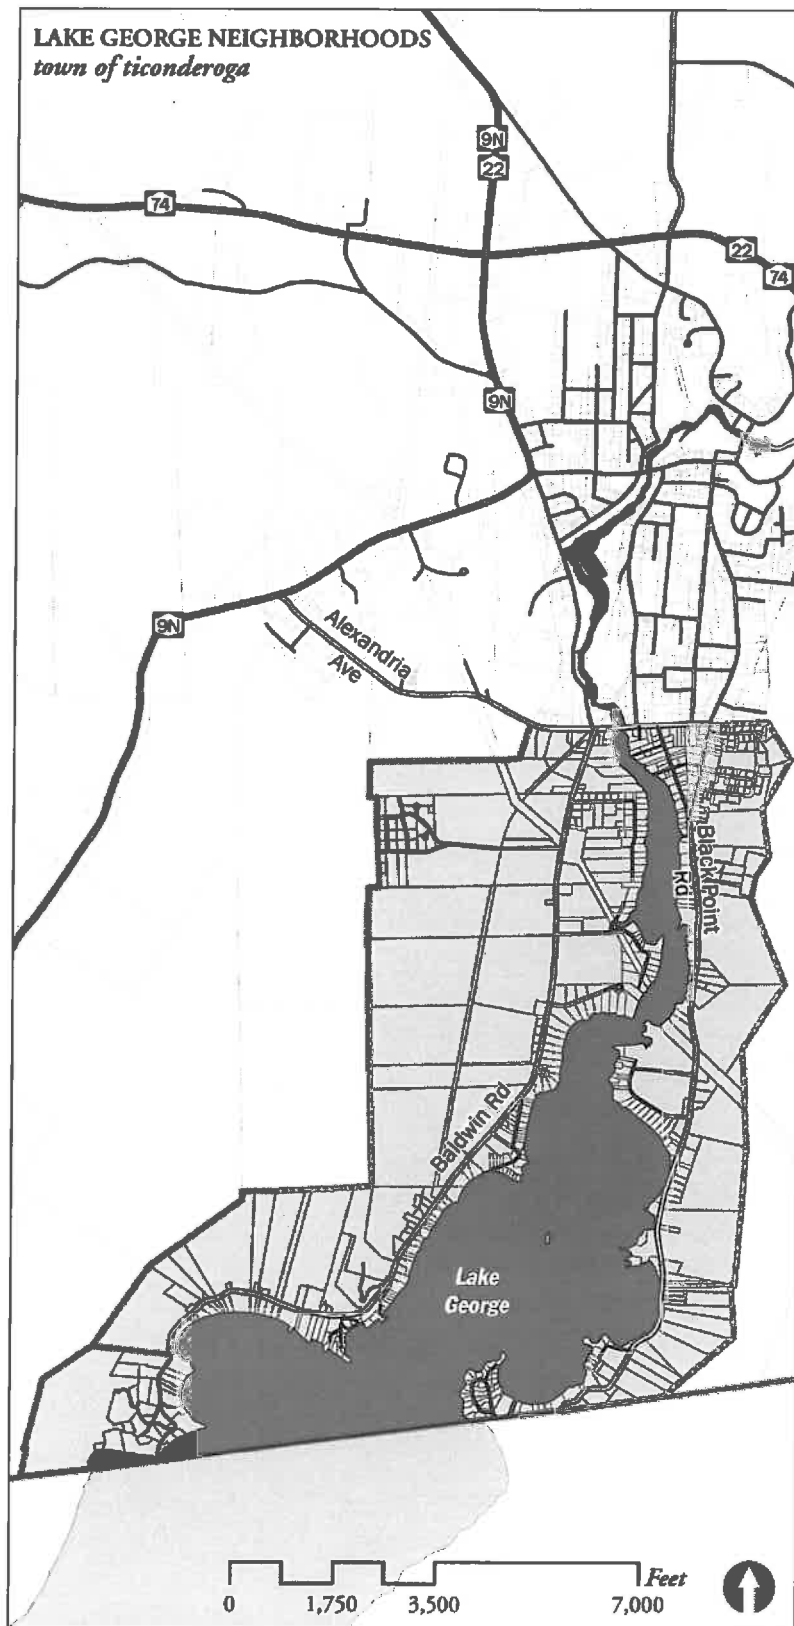 LAKE GEORGE NEIGHBORHOODS
town of ticonderoga
9N
22
74
22
74
9N
9N
Alexandria
Ave
Black Point
Rd
Baldwin Rd
Lake
George
Feet
0
1,750
3,500
7,000